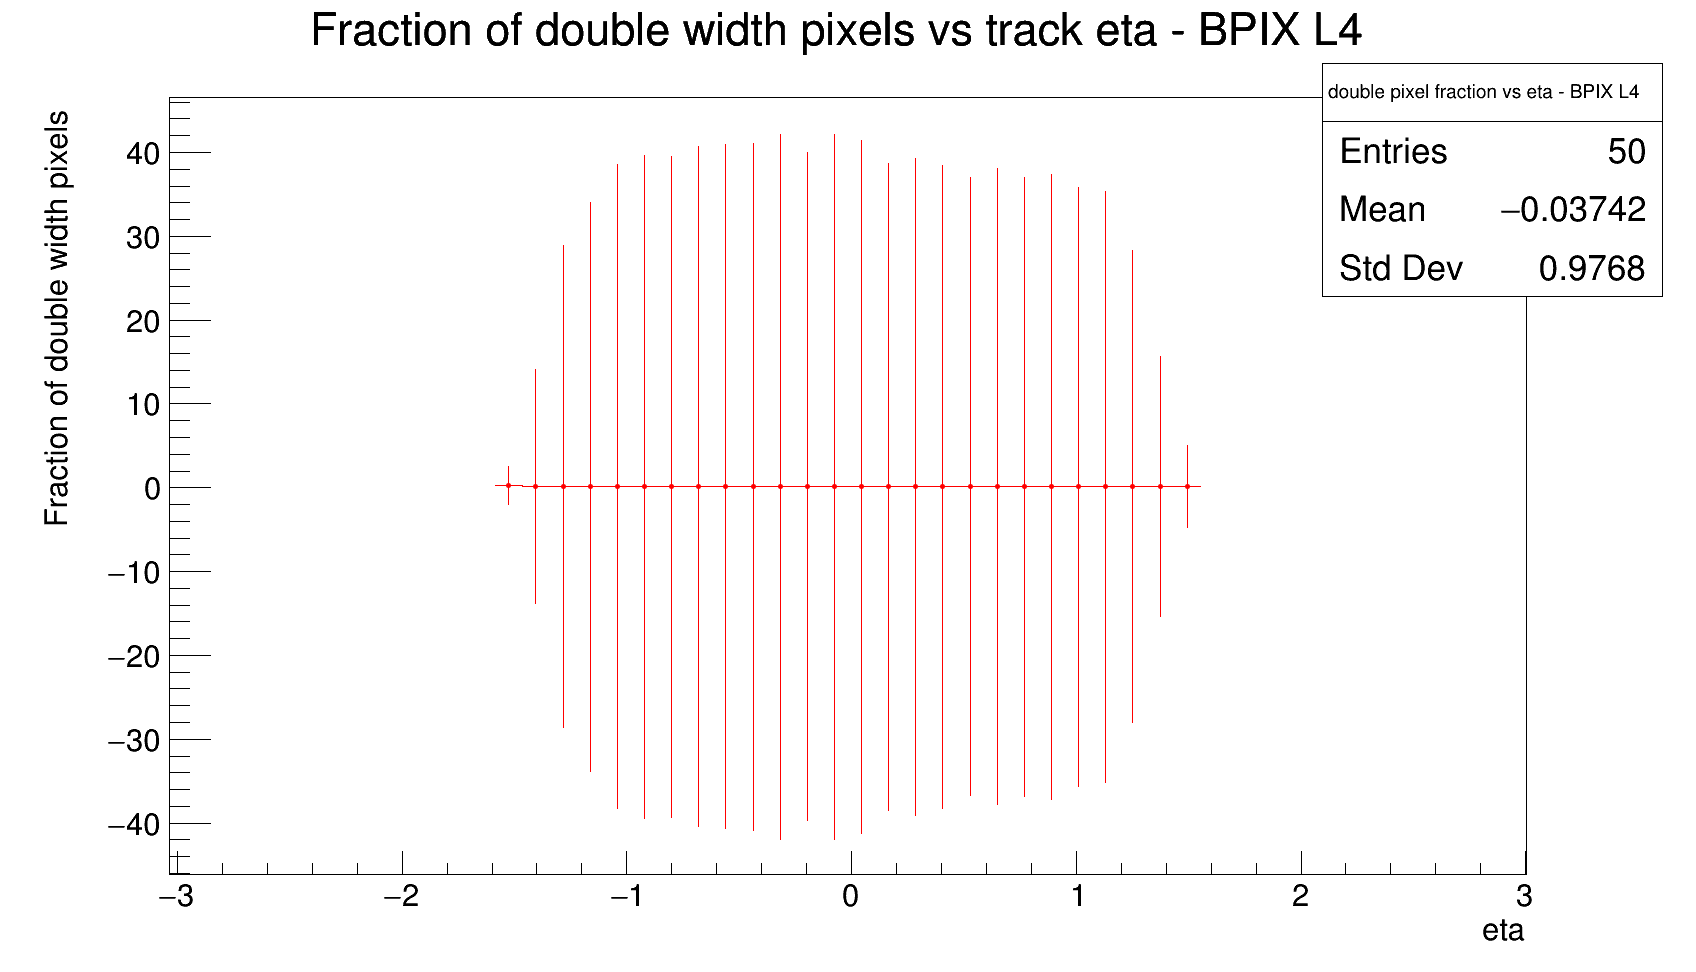 Fraction of double width pixels vs track eta - BPIX L4
double pixel fraction vs eta - BPIX L4
Entries 50
Mean −0.03742
Std Dev 0.9768
Fraction of double width pixels
40
30
20
10
0
−10
−20
−30
−40
−3 −2 −1 0 1 2 3
eta